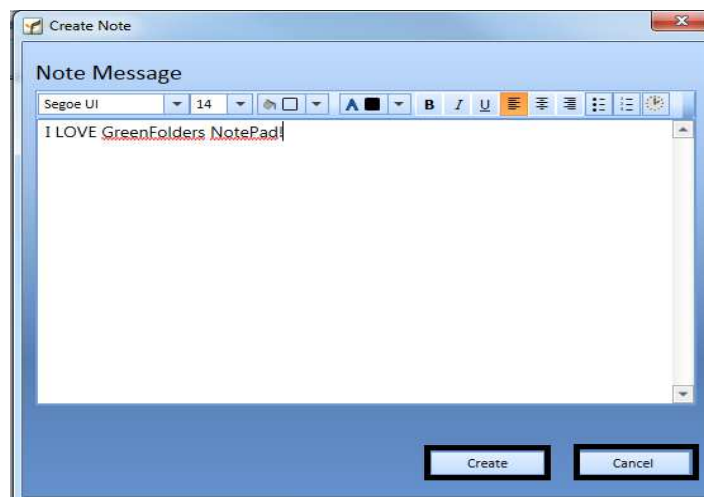 Create Note
Note Message
Segoe UI 14 A B I U
I LOVE GreenFolders NotePad!
Create Cancel